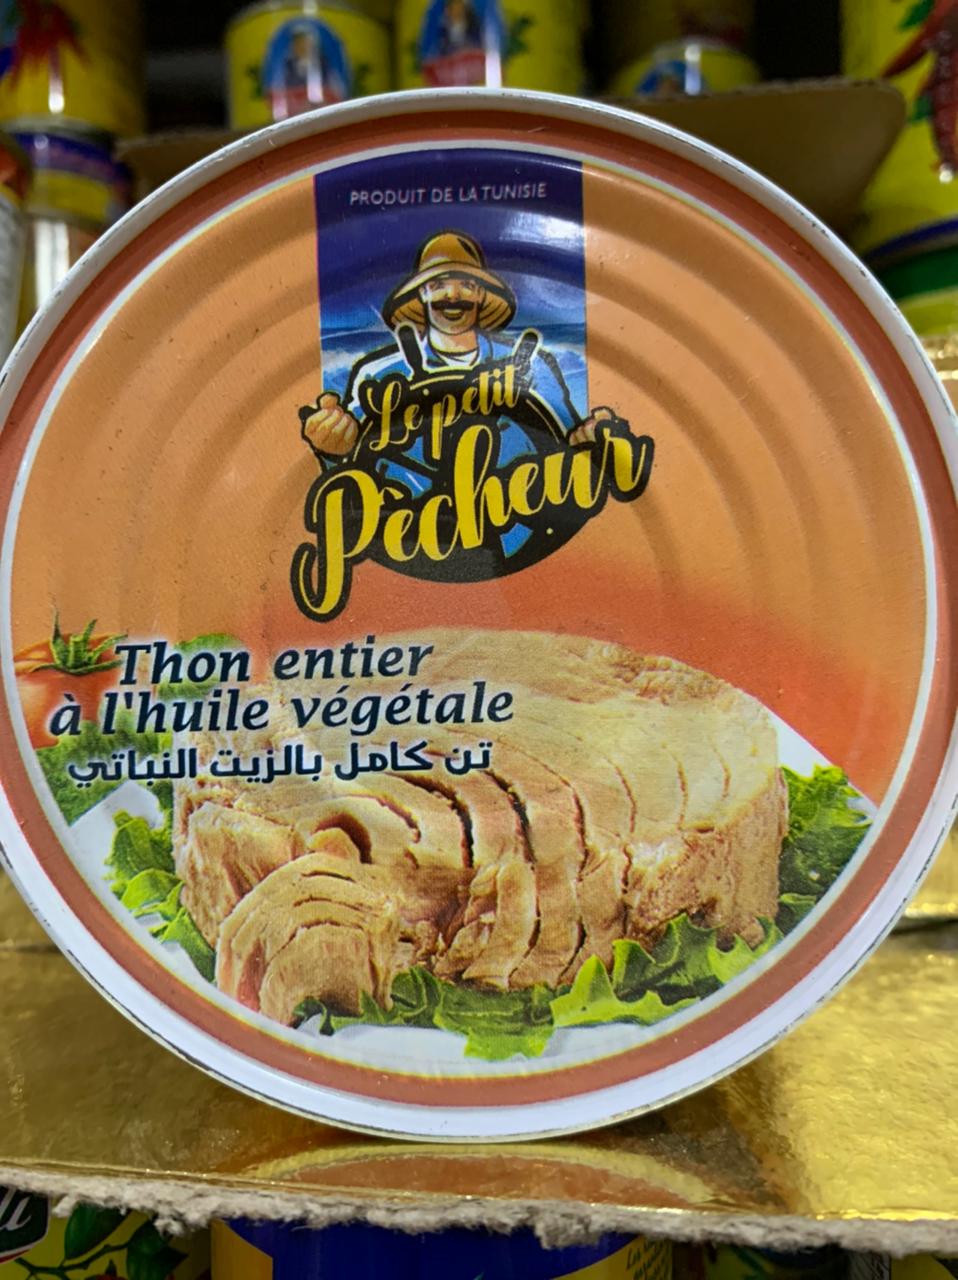 PRODUIT DE LA TUNISIE
Le petit
Pêcheur
Thon entier
à l'huile végétale
تن كامل بالزيت النباتي